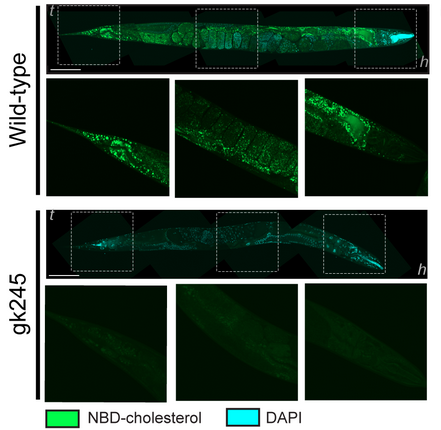 t
h
Wild-type
t
h
gk245
NBD-cholesterol
DAPI